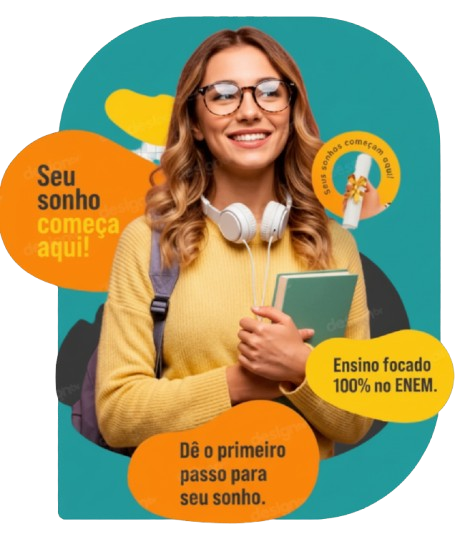 Seu
sonho
começa
aqui!
Seus sonhos começam aqui!
Ensino focado
100% no ENEM.
Dê o primeiro
passo para
seu sonho.